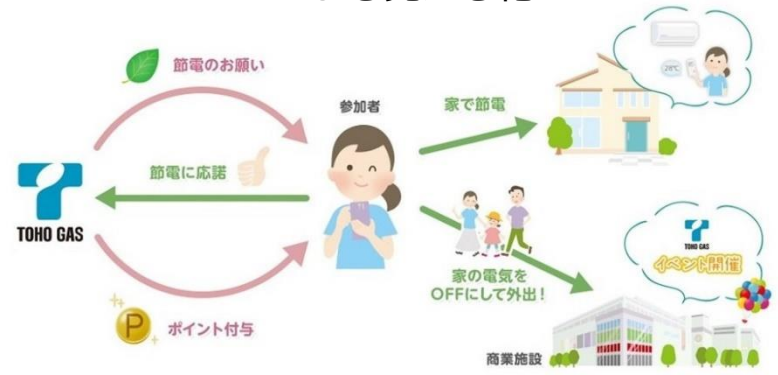 節電のお願い
参加者
家で節電
28℃
節電に応諾
TOHO GAS
TOHO GAS
イベント開催
家の電気を
OFFにして外出!
P
ポイント付与
商業施設